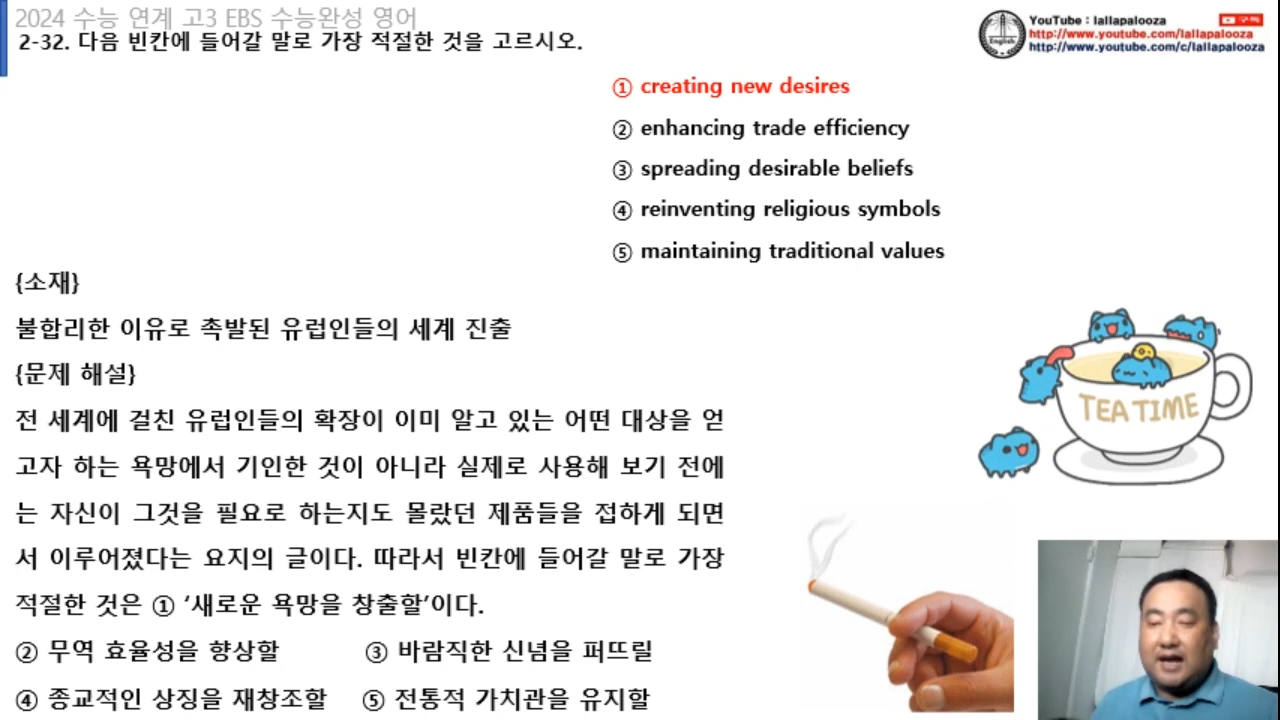 2024 수능 연계 고3 EBS 수능완성 영어
2-32. 다음 빈칸에 들어갈 말로 가장 적절한 것을 고르시오.
English
YouTube : lallapalooza
구독
http://www.youtube.com/lallapalooza
http://www.youtube.com/c/lallapalooza
① creating new desires
② enhancing trade efficiency
③ spreading desirable beliefs
④ reinventing religious symbols
⑤ maintaining traditional values
{소재}
불합리한 이유로 촉발된 유럽인들의 세계 진출
{문제 해설}
전 세계에 걸친 유럽인들의 확장이 이미 알고 있는 어떤 대상을 얻
고자 하는 욕망에서 기인한 것이 아니라 실제로 사용해 보기 전에
는 자신이 그것을 필요로 하는지도 몰랐던 제품들을 접하게 되면
서 이루어졌다는 요지의 글이다. 따라서 빈칸에 들어갈 말로 가장
적절한 것은 ① ‘새로운 욕망을 창출할’이다.
② 무역 효율성을 향상할 ③ 바람직한 신념을 퍼뜨릴
④ 종교적인 상징을 재창조할 ⑤ 전통적 가치관을 유지할
TEA TIME